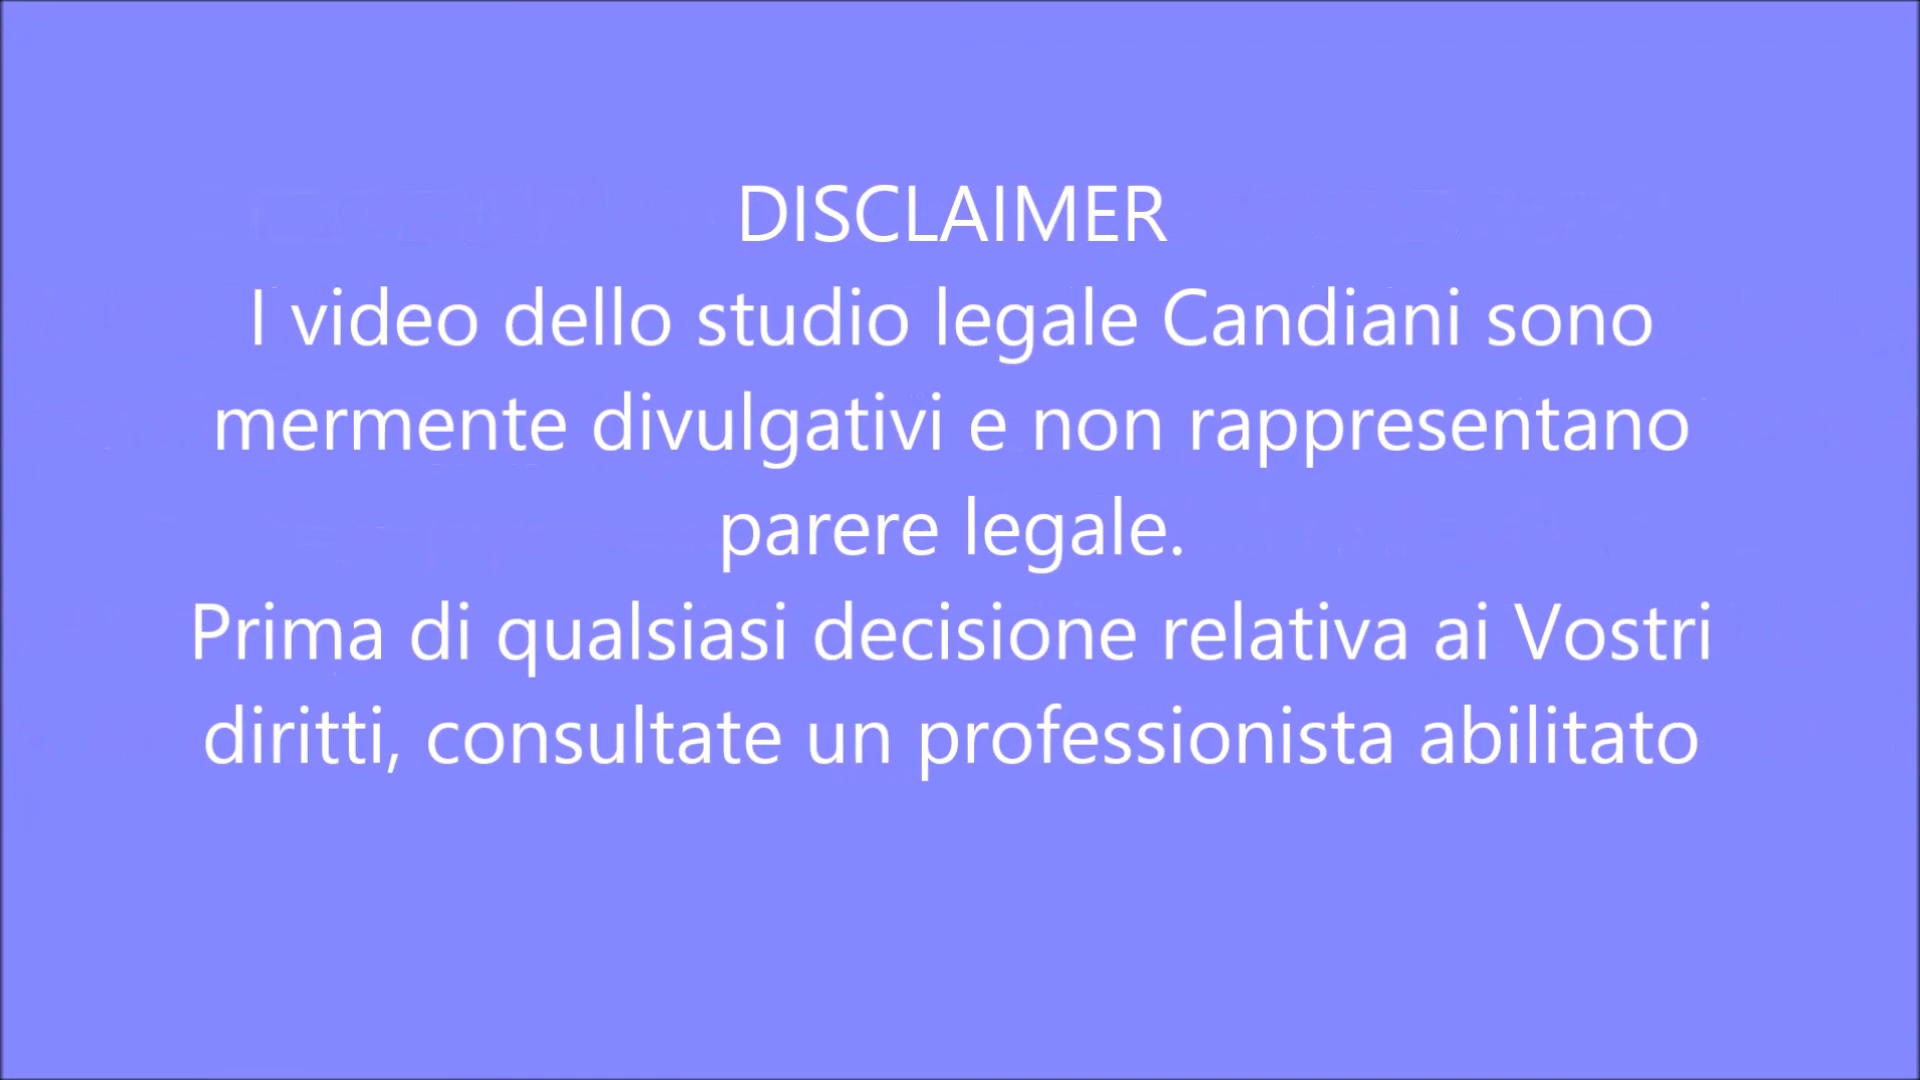 DISCLAIMER
I video dello studio legale Candiani sono
mermente divulgativi e non rappresentano
parere legale.
Prima di qualsiasi decisione relativa ai Vostri
diritti, consultate un professionista abilitato